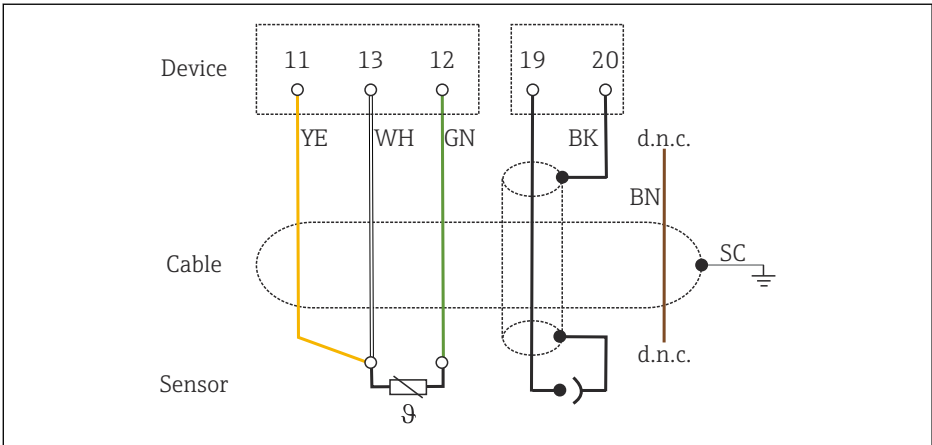 Device 11 13 12 19 20
YE WH GN BK d.n.c.
BN
Cable SC
d.n.c.
Sensor
ϑ